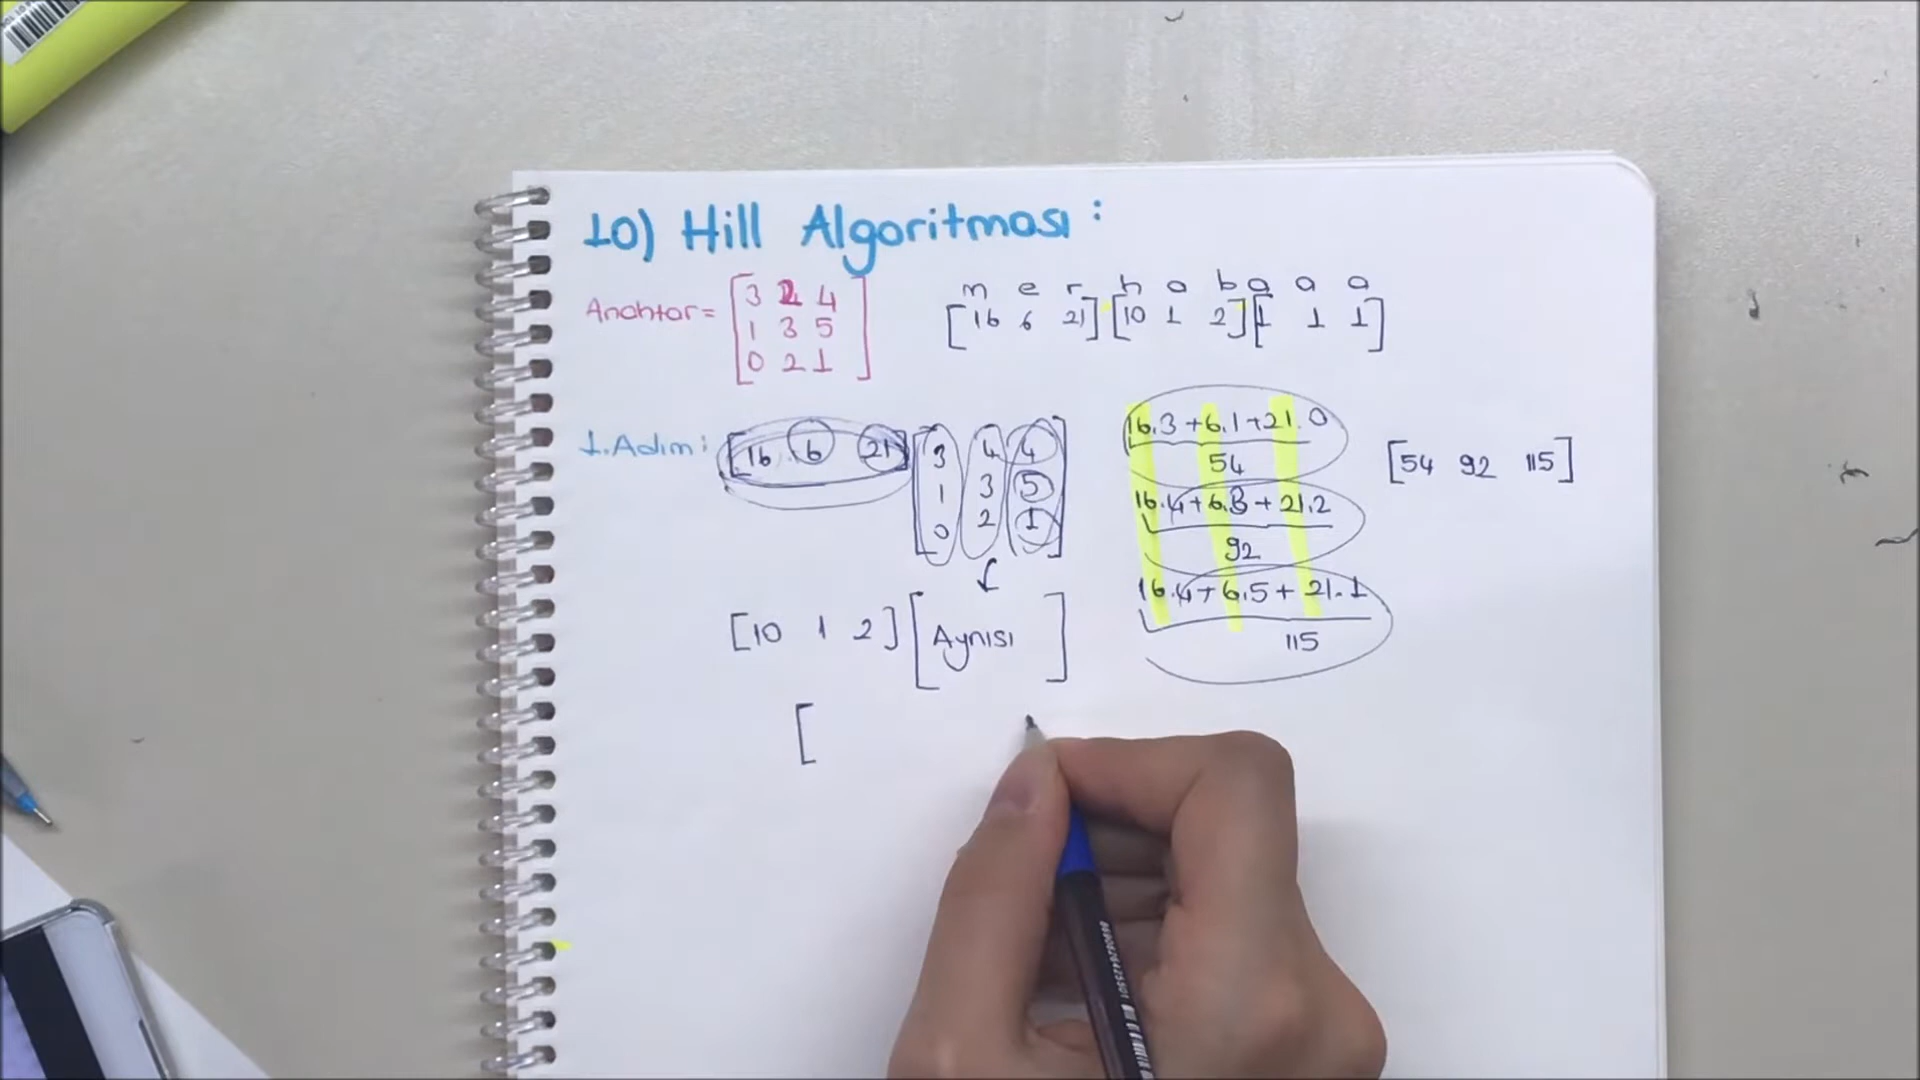 10) Hill Algoritması:
m e r h a b a a a
Anahtar = [3 4
1 3 5
0 2 1]
[16 6 21] [10 1 2] [1 1 1]
1.Adım: [16 6 21] [3 4 4
1 3 5
0 2 1]
16.3+6.1+21.0
54
16.4+6.3+21.2
92
16.4+6.5+21.1
115
[54 92 115]
[10 1 2] [Aynısı]
[